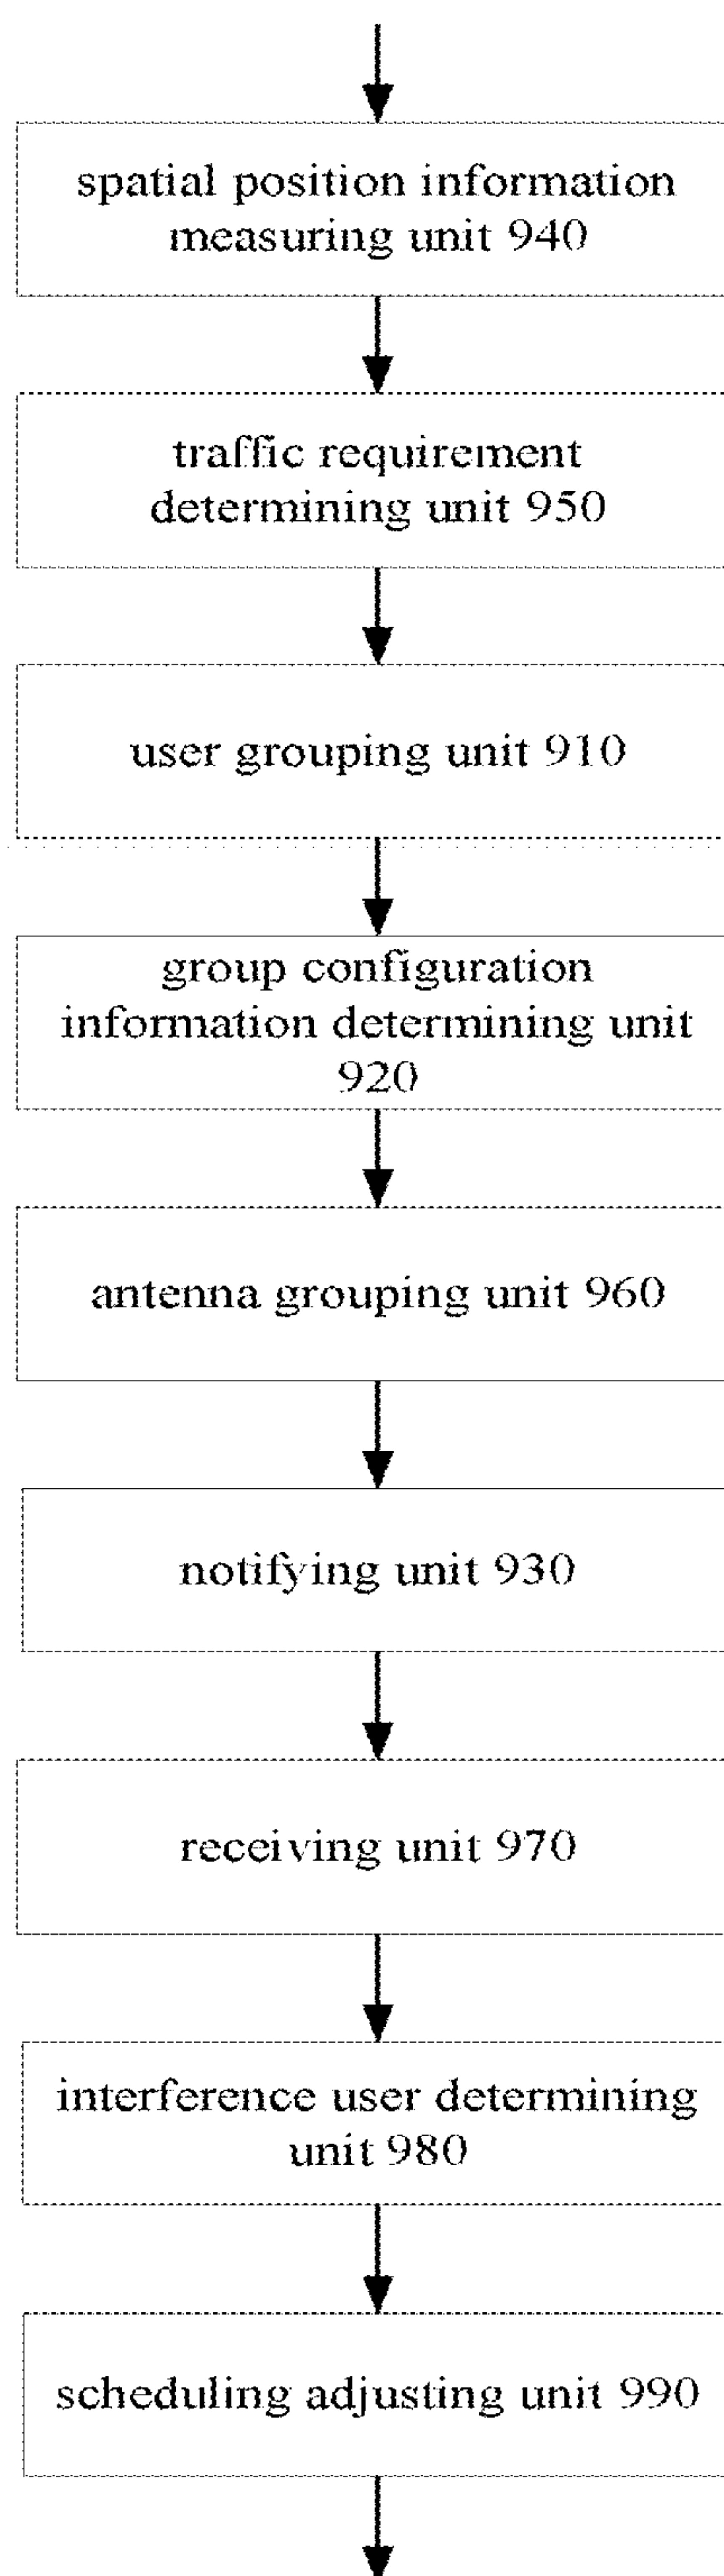 spatial position information
measuring unit 940
traffic requirement
determining unit 950
user grouping unit 910
group configuration
information determining unit
920
antenna grouping unit 960
notifying unit 930
receiving unit 970
interference user determining
unit 980
scheduling adjusting unit 990